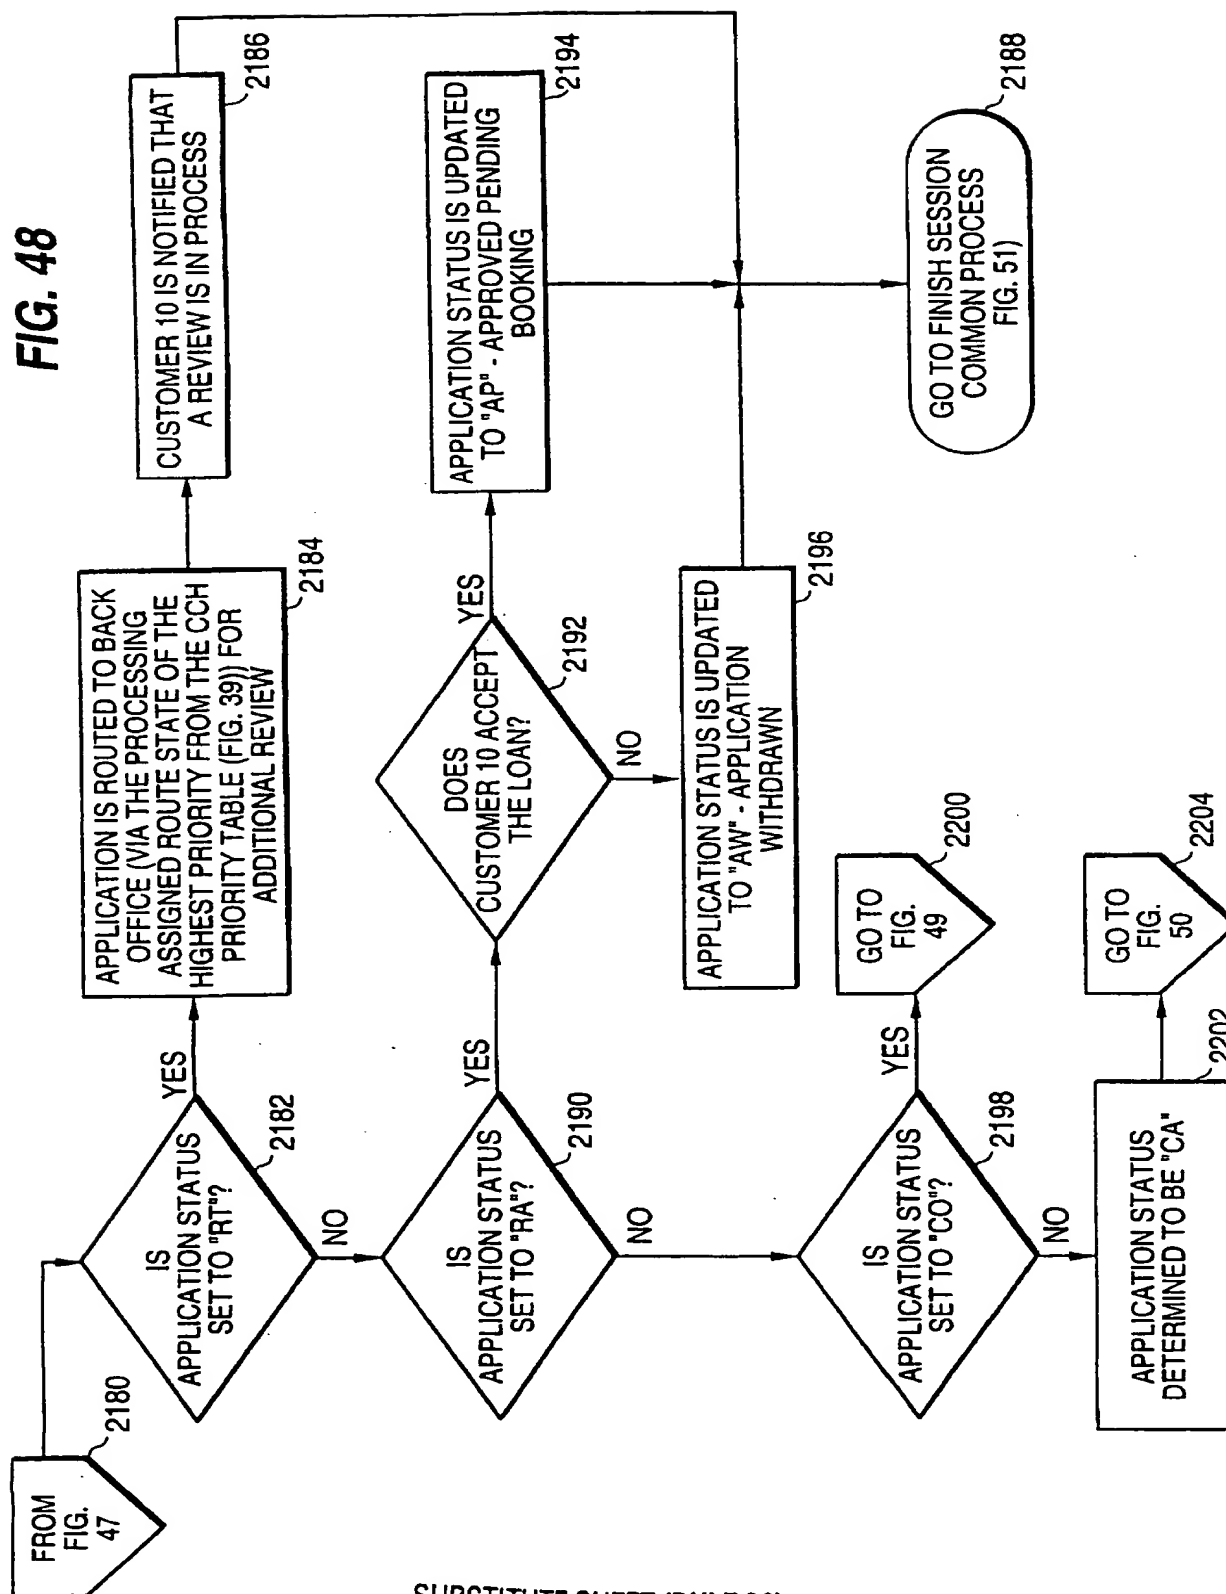 FIG. 48
FROM
FIG.
47
2180
IS
APPLICATION STATUS
SET TO "RT"?
2182
YES
NO
APPLICATION IS ROUTED TO BACK
OFFICE (VIA THE PROCESSING
ASSIGNED ROUTE STATE OF THE
HIGHEST PRIORITY FROM THE CCH
PRIORITY TABLE (FIG. 39)) FOR
ADDITIONAL REVIEW
2184
CUSTOMER 10 IS NOTIFIED THAT
A REVIEW IS IN PROCESS
2186
IS
APPLICATION STATUS
SET TO "RA"?
2190
YES
NO
DOES
CUSTOMER 10 ACCEPT
THE LOAN?
2192
YES
NO
APPLICATION STATUS IS UPDATED
TO "AP" - APPROVED PENDING
BOOKING
2194
APPLICATION STATUS IS UPDATED
TO "AW" - APPLICATION
WITHDRAWN
2196
GO TO FINISH SESSION
COMMON PROCESS
FIG. 51)
2188
IS
APPLICATION STATUS
SET TO "CO"?
2198
YES
NO
GO TO
FIG.
49
2200
APPLICATION STATUS
DETERMINED TO BE "CA"
2202
GO TO
FIG.
50
2204
SUBSTITUTE SHEET